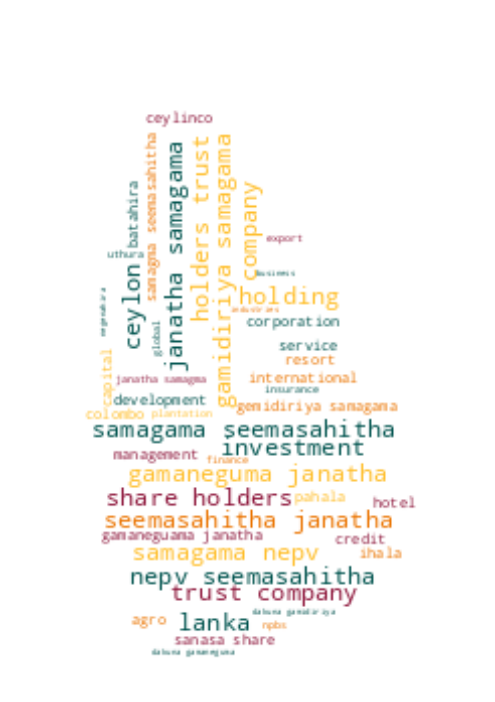 ceylinco
samagma seemasahitha
janatha samagama
holders trust
gamidiriya samagama
batahira
company
export
uthura
ceylon
business
holding
industries
global
corporation
service
resort
capital
janatha samagma
international
insurance
development
gemidiriya samagama
colombo
plantation
samagama seemasahitha
investment
management
finance
gamaneguma janatha
share holders
pahala
hotel
seemasahitha janatha
gamaneguama janatha
credit
samagama nepv
ihala
nepv seemasahitha
trust company
dakuna gamidiriya
agro
lanka
npbs
sanasa share
dakuna gamaneguma